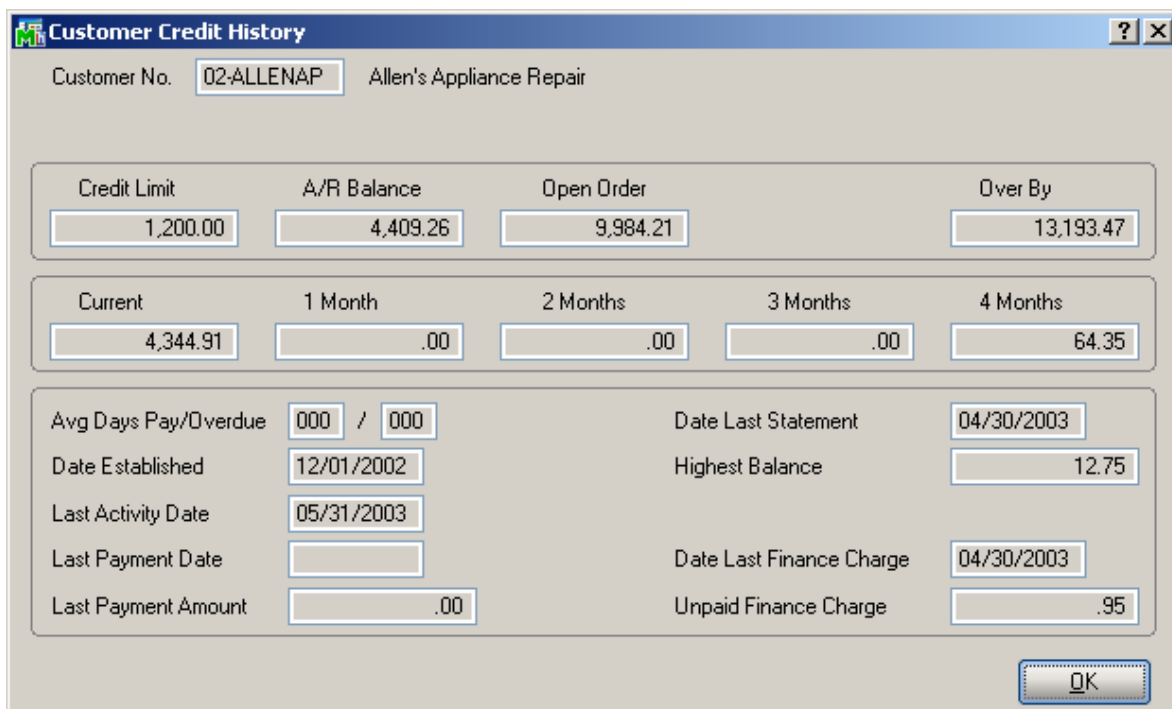 Customer Credit History
Customer No. 02-ALLENAP Allen's Appliance Repair
Credit Limit A/R Balance Open Order Over By
1,200.00 4,409.26 9,984.21 13,193.47
Current 1 Month 2 Months 3 Months 4 Months
4,344.91 .00 .00 .00 64.35
Avg Days Pay/Overdue 000 / 000 Date Last Statement 04/30/2003
Date Established 12/01/2002 Highest Balance 12.75
Last Activity Date 05/31/2003
Last Payment Date Date Last Finance Charge 04/30/2003
Last Payment Amount .00 Unpaid Finance Charge .95
OK